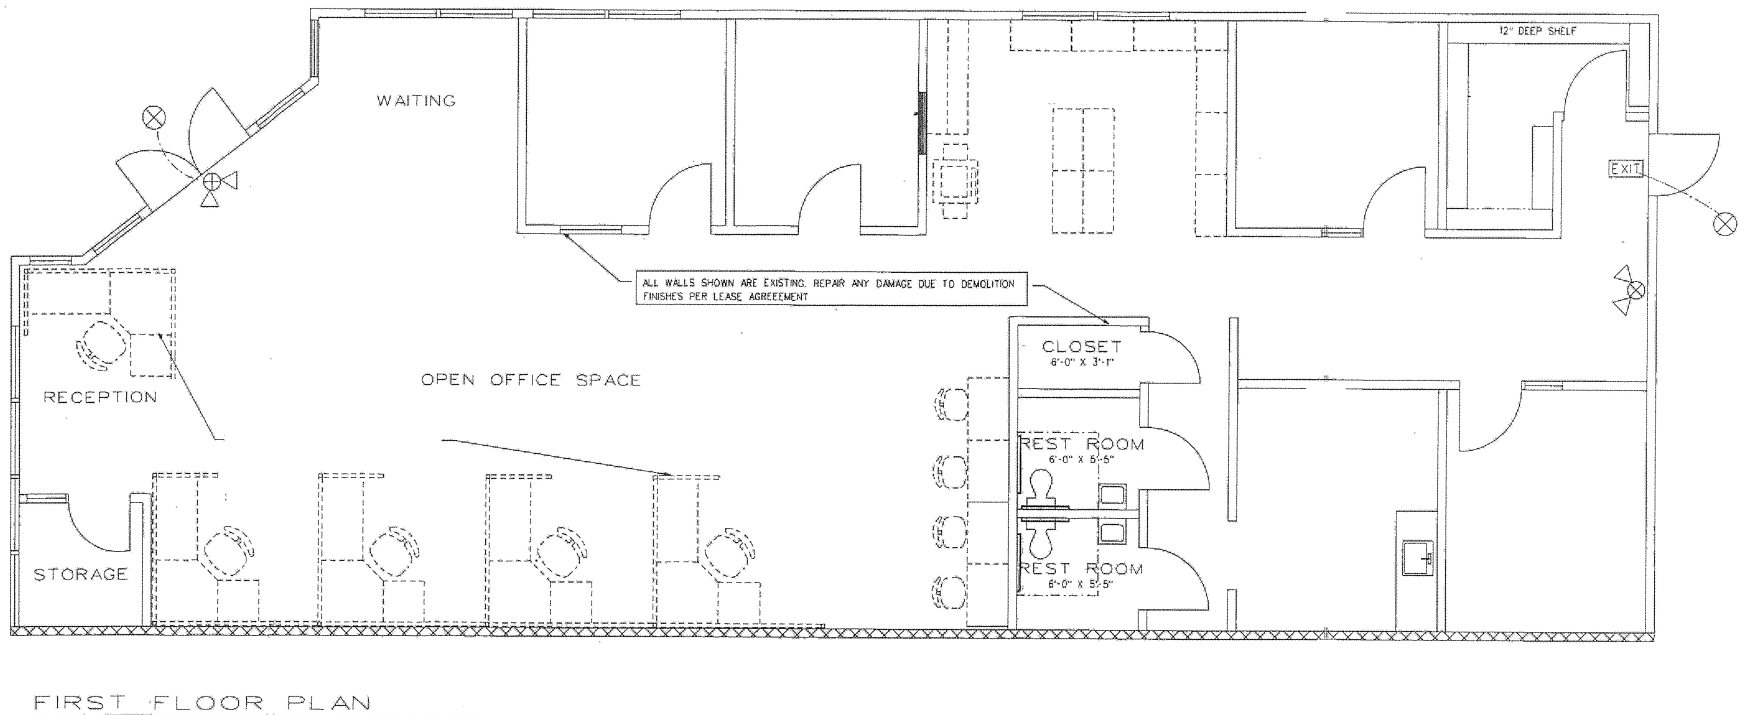 12" DEEP SHELF
WAITING
EXIT
ALL WALLS SHOWN ARE EXISTING. REPAIR ANY DAMAGE DUE TO DEMOLITION
FINISHES PER LEASE AGREEEMENT
CLOSET
6'-0" X 3'-1"
OPEN OFFICE SPACE
RECEPTION
REST ROOM
6'-0" X 5'-5"
STORAGE
REST ROOM
6'-0" X 5'-5"
FIRST FLOOR PLAN